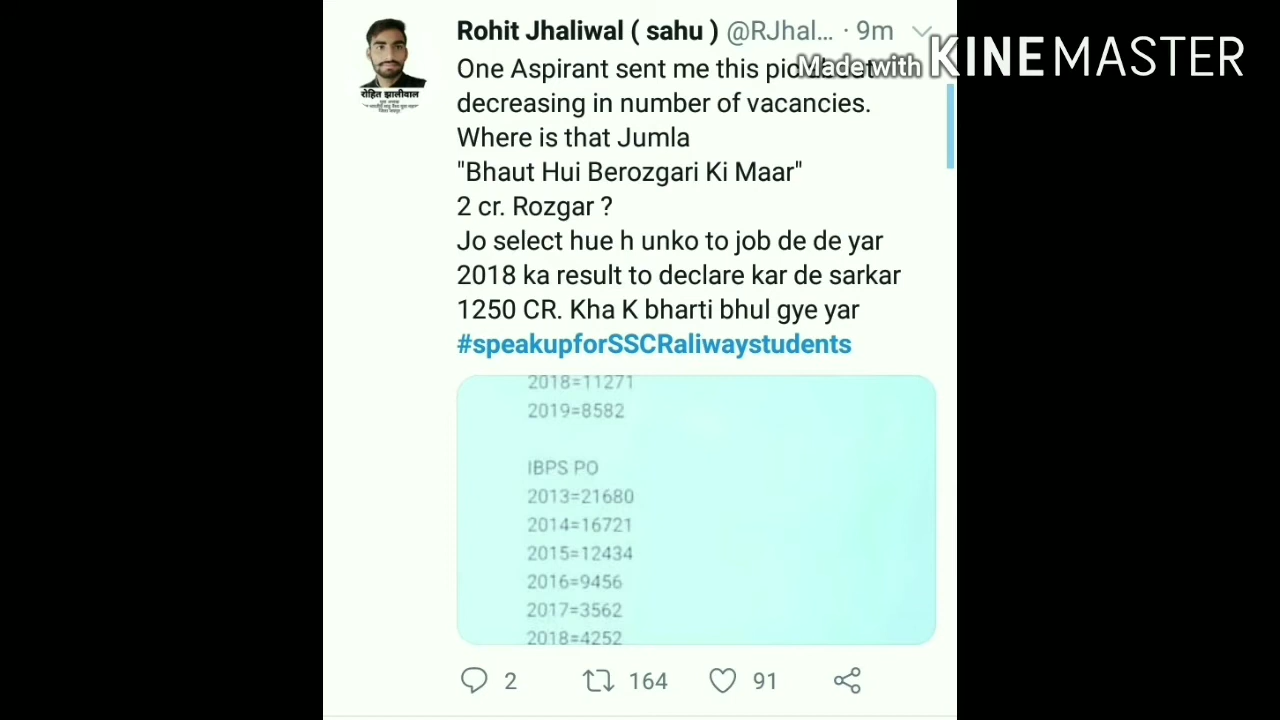 Rohit Jhaliwal ( sahu ) @RJhal... · 9m
Made with KINEMASTER
One Aspirant sent me this
decreasing in number of vacancies.
Where is that Jumla
"Bhaut Hui Berozgari Ki Maar"
2 cr. Rozgar ?
Jo select hue h unko to job de de yar
2018 ka result to declare kar de sarkar
1250 CR. Kha K bharti bhul gye yar
#speakupforSSCRaliwaystudents
रोहित झालीवाल
2018=11271
2019=8582
IBPS PO
2013=21680
2014=16721
2015=12434
2016=9456
2017=3562
2018=4252
2 164 91